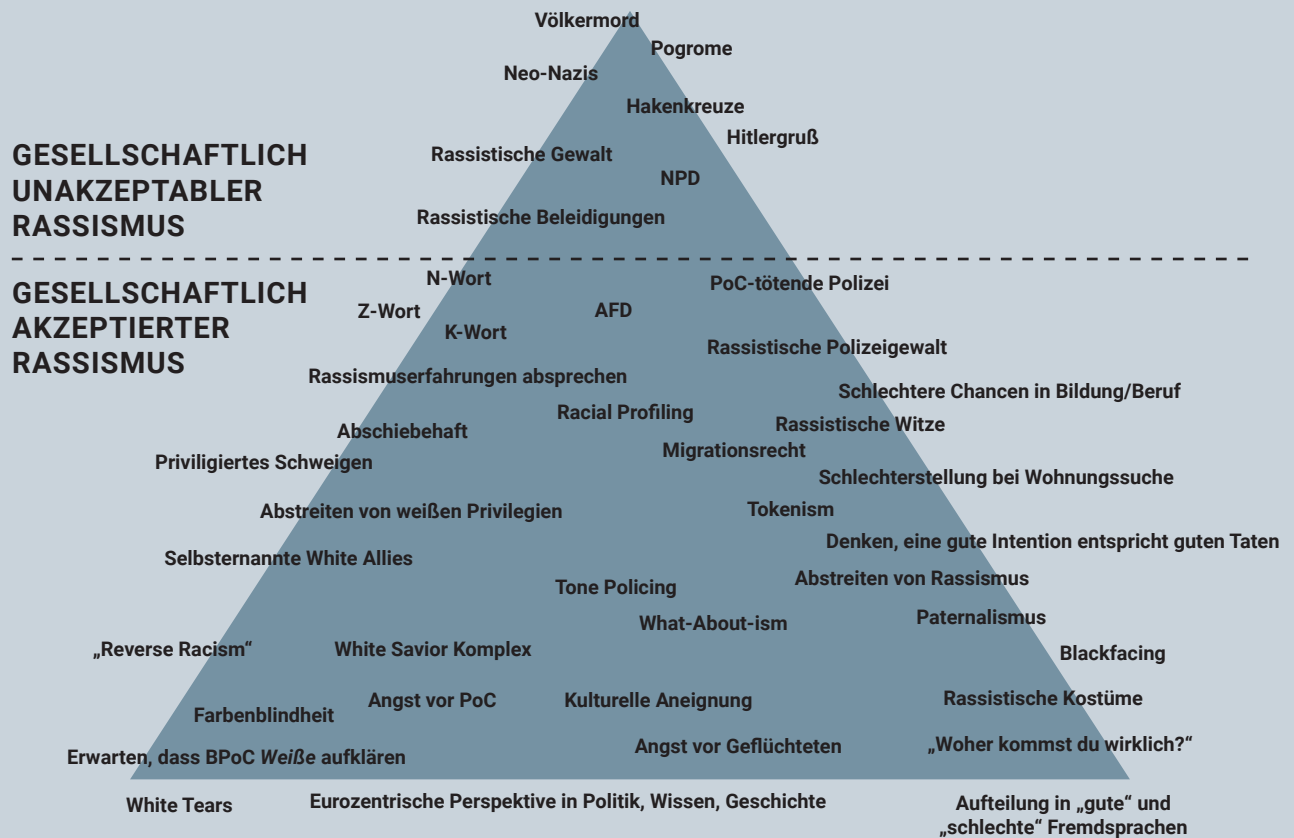 Völkermord
Pogrome
Neo-Nazis
Hakenkreuze
Hitlergruß
GESELLSCHAFTLICH
UNAKZEPTABLER
RASSISMUS
Rassistische Gewalt
NPD
Rassistische Beleidigungen
GESELLSCHAFTLICH
AKZEPTIERTER
RASSISMUS
N-Wort
PoC-tötende Polizei
Z-Wort
AFD
K-Wort
Rassistische Polizeigewalt
Rassismuserfahrungen absprechen
Schlechtere Chancen in Bildung/Beruf
Racial Profiling
Rassistische Witze
Abschiebehaft
Migrationsrecht
Priviligiertes Schweigen
Schlechterstellung bei Wohnungssuche
Abstreiten von weißen Privilegien
Tokenism
Denken, eine gute Intention entspricht guten Taten
Selbsternannte White Allies
Tone Policing
Abstreiten von Rassismus
What-About-ism
Paternalismus
„Reverse Racism“
White Savior Komplex
Blackfacing
Farbenblindheit
Angst vor PoC
Kulturelle Aneignung
Rassistische Kostüme
Erwarten, dass BPoC Weiße aufklären
Angst vor Geflüchteten
„Woher kommst du wirklich?“
White Tears
Eurozentrische Perspektive in Politik, Wissen, Geschichte
Aufteilung in „gute“ und
„schlechte“ Fremdsprachen